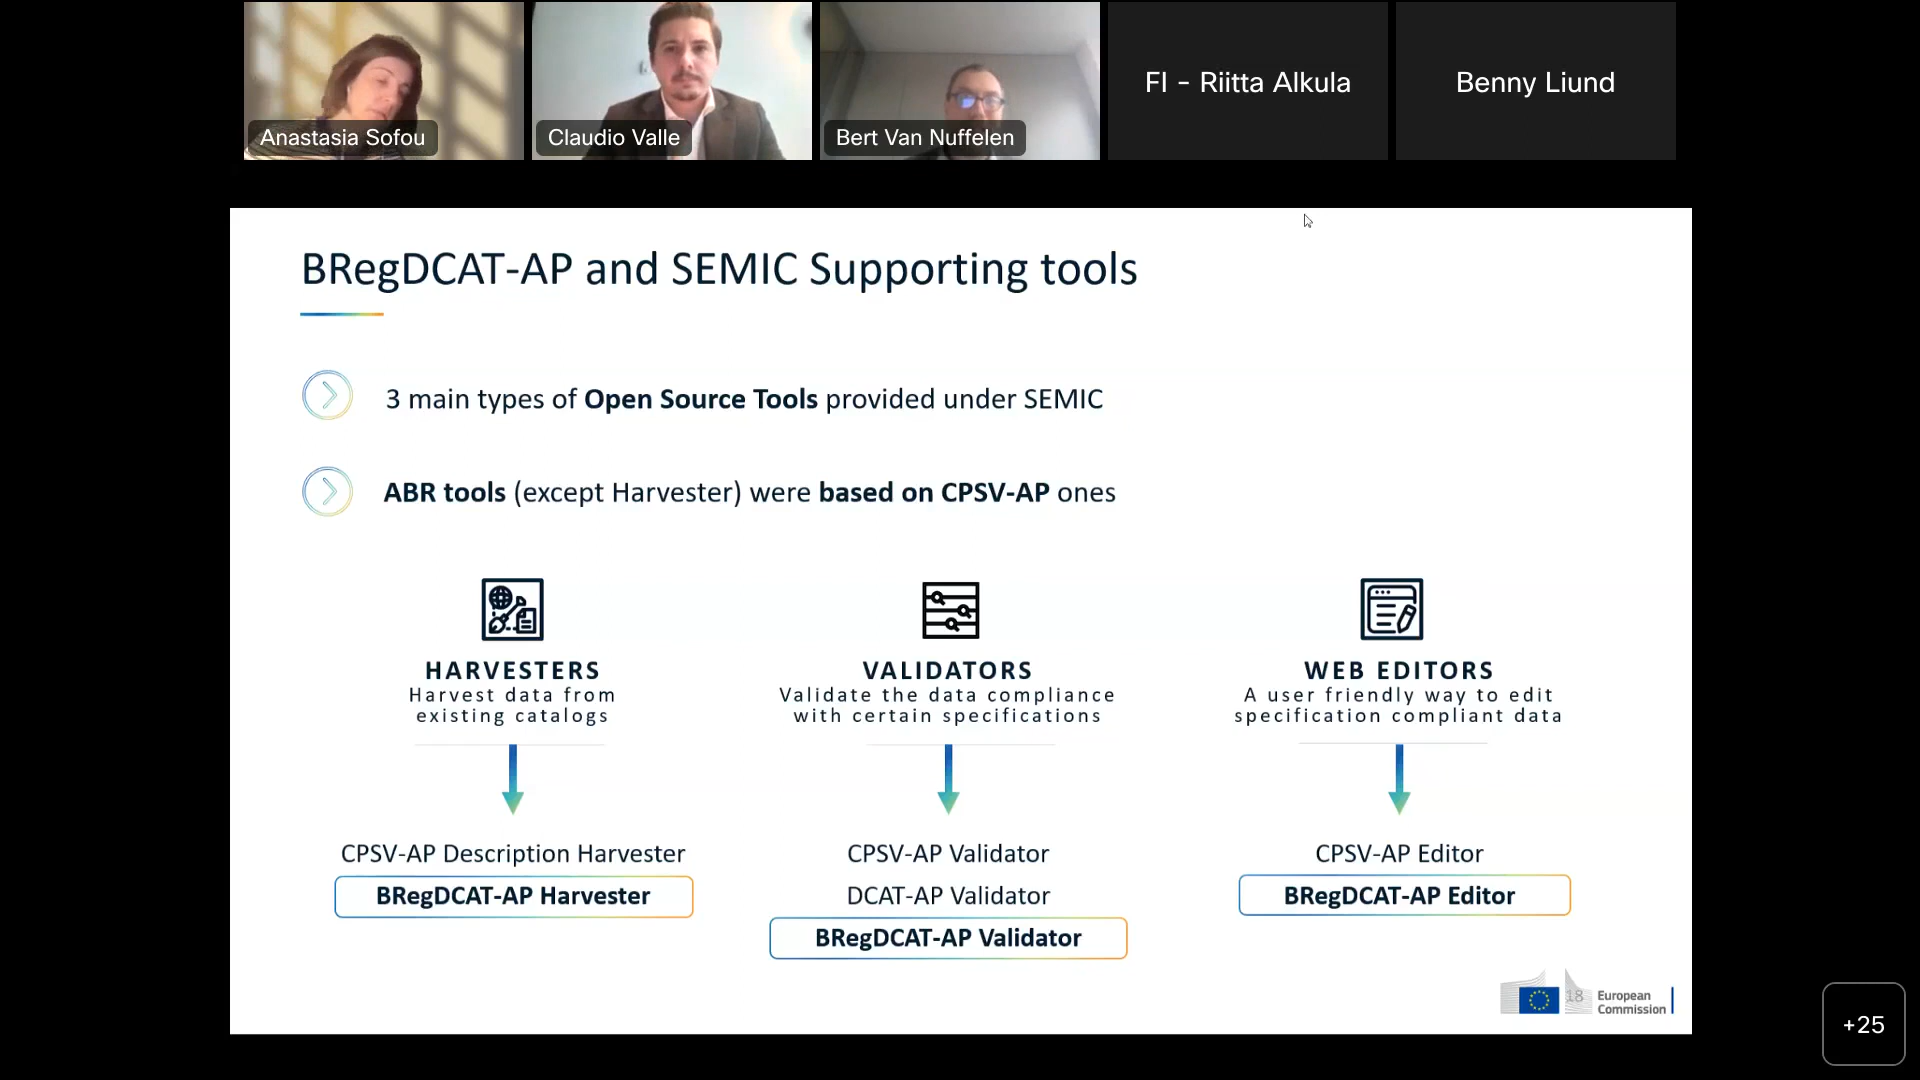 Anastasia Sofou
Claudio Valle
Bert Van Nuffelen
FI - Riitta Alkula
Benny Liund
BRegDCAT-AP and SEMIC Supporting tools
3 main types of Open Source Tools provided under SEMIC
ABR tools (except Harvester) were based on CPSV-AP ones
HARVESTERS
Harvest data from
existing catalogs
CPSV-AP Description Harvester
BRegDCAT-AP Harvester
VALIDATORS
Validate the data compliance
with certain specifications
CPSV-AP Validator
DCAT-AP Validator
BRegDCAT-AP Validator
WEB EDITORS
A user friendly way to edit
specification compliant data
CPSV-AP Editor
BRegDCAT-AP Editor
18
European
Commission
+25